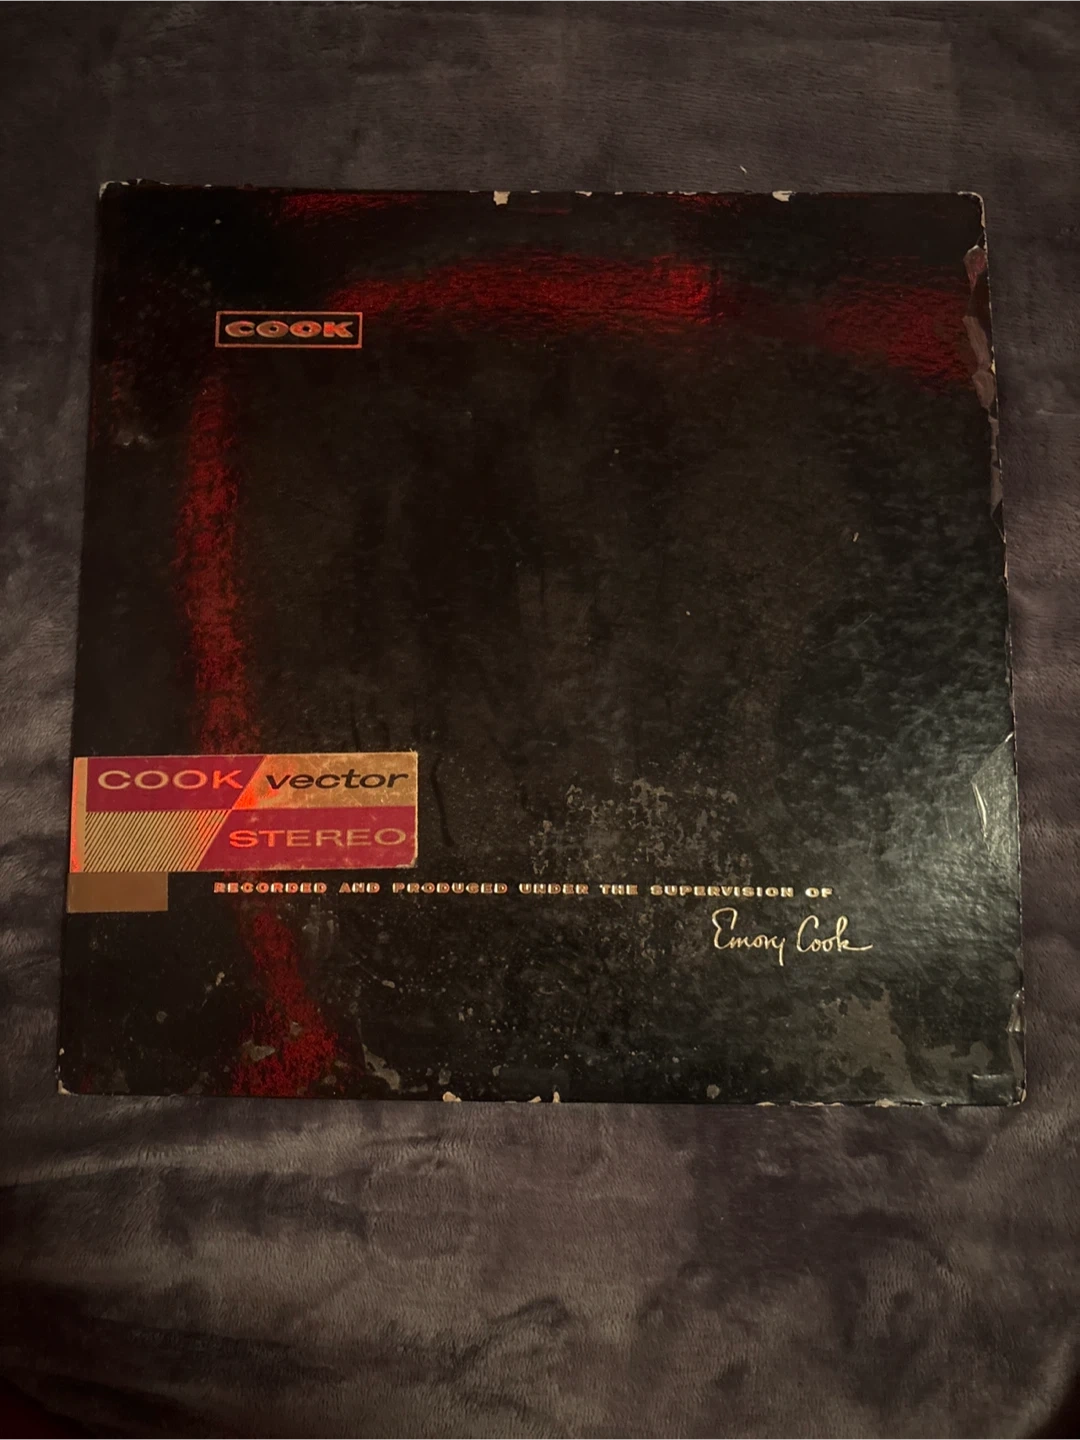 COOK
COOK vector
STEREO
RECORDED AND PRODUCED UNDER THE SUPERVISION OF
Emory Cook